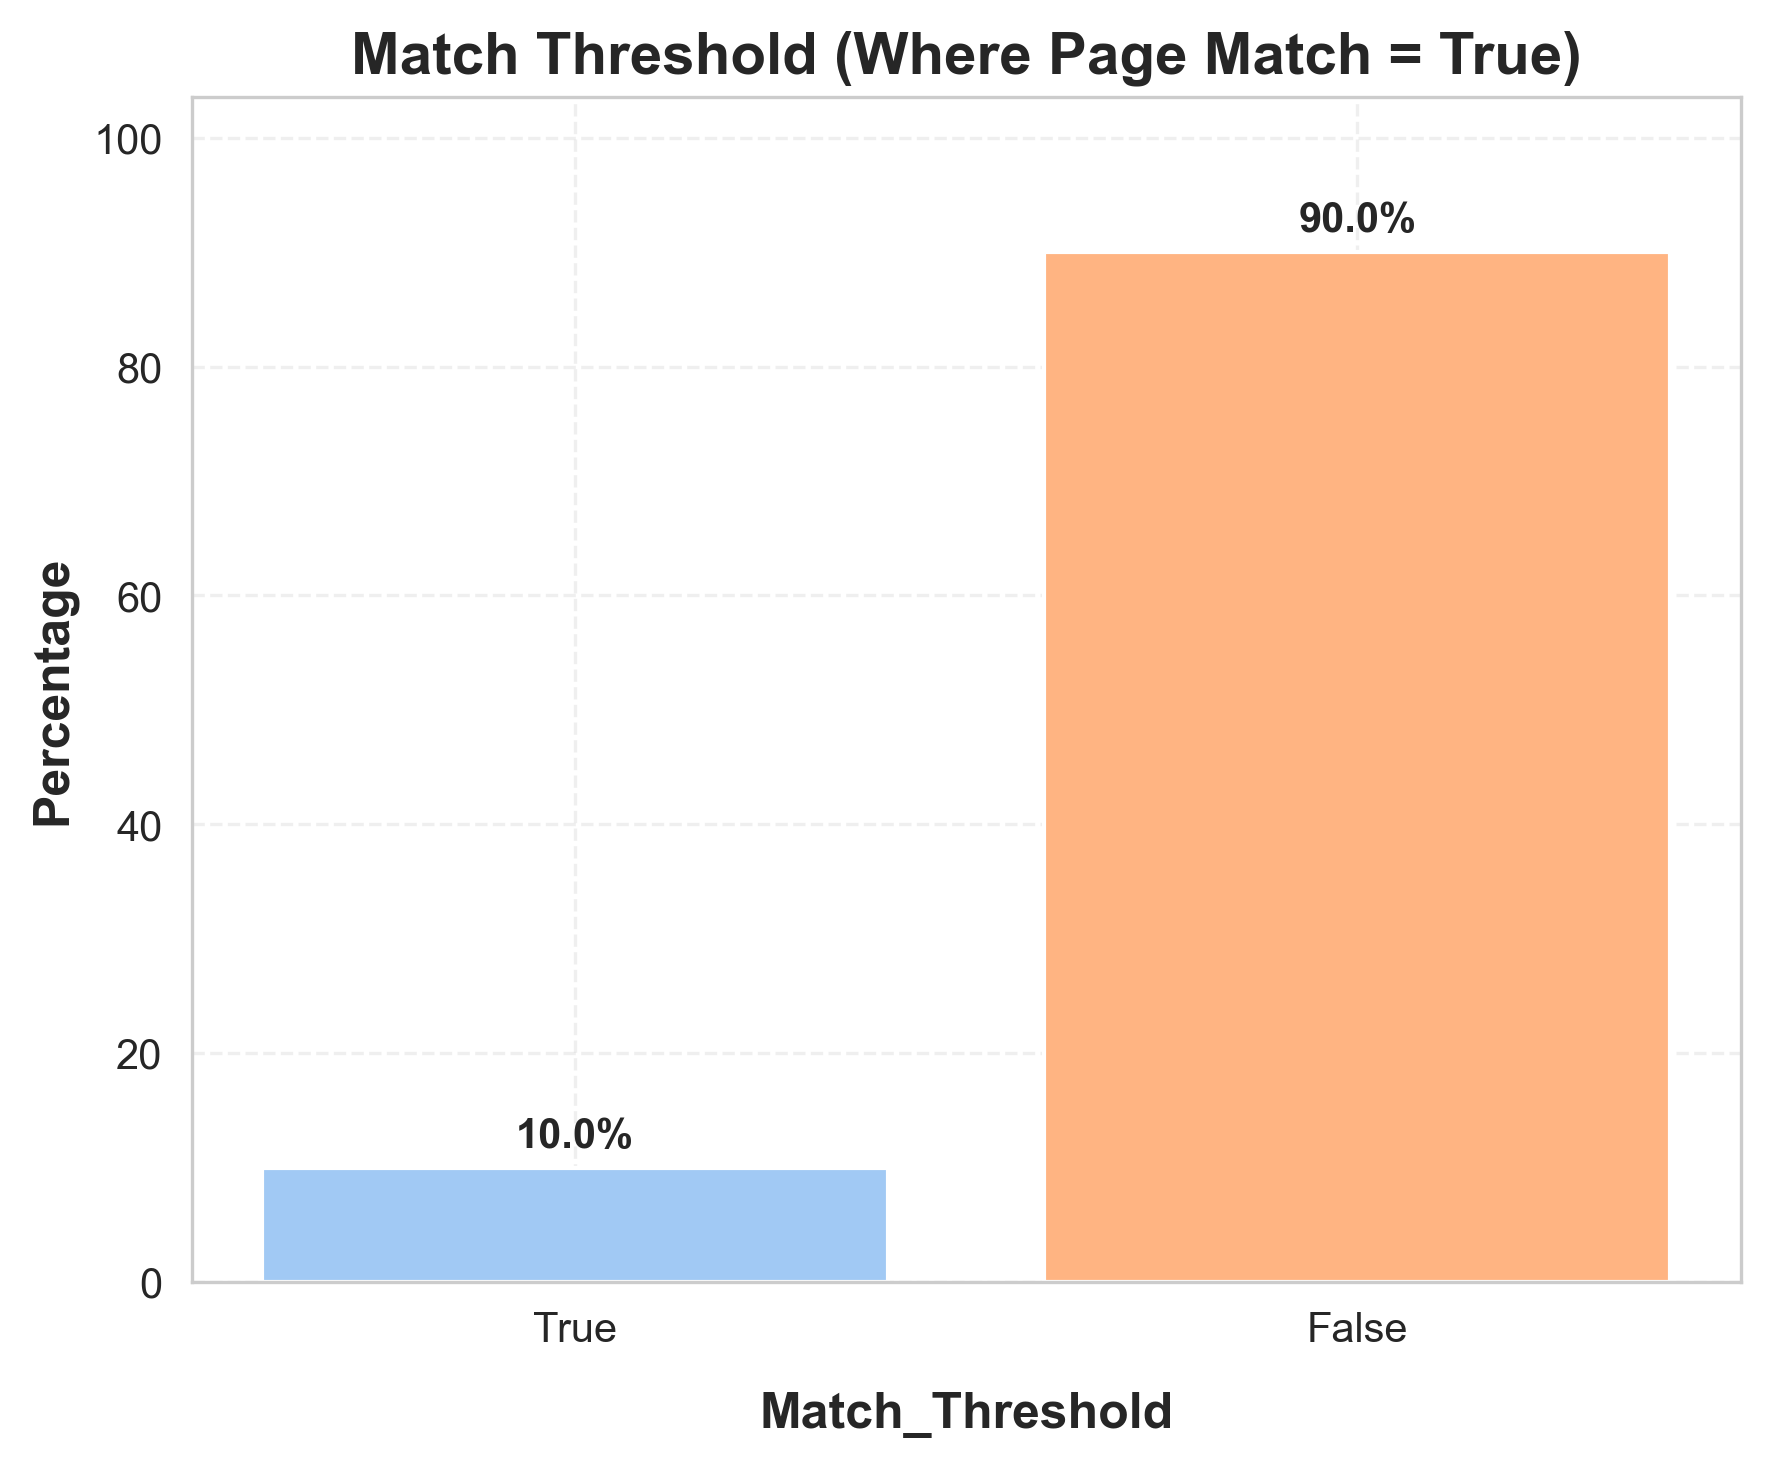 Match Threshold (Where Page Match = True)
100
80
60
40
20
0
Percentage
10.0%
90.0%
True
False
Match_Threshold